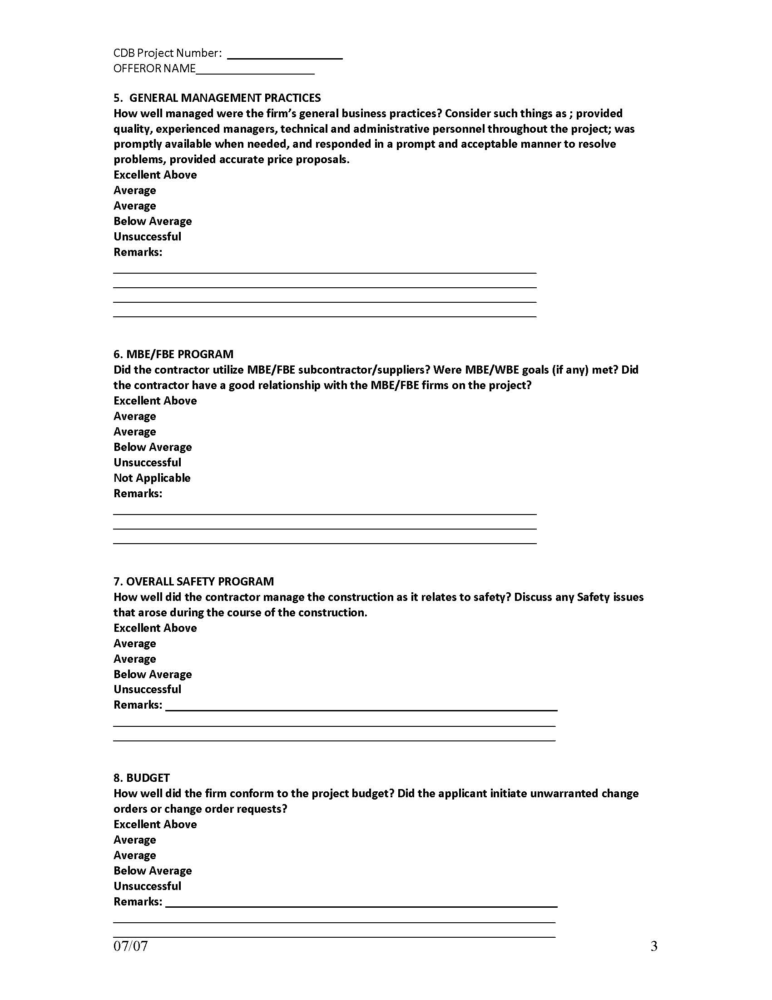 CDB Project Number: ____________________
OFFEROR NAME____________________
5. GENERAL MANAGEMENT PRACTICES
How well managed were the firm’s general business practices? Consider such things as ; provided
quality, experienced managers, technical and administrative personnel throughout the project; was
promptly available when needed, and responded in a prompt and acceptable manner to resolve
problems, provided accurate price proposals.
Excellent Above
Average
Average
Below Average
Unsuccessful
Remarks:
6. MBE/FBE PROGRAM
Did the contractor utilize MBE/FBE subcontractor/suppliers? Were MBE/WBE goals (if any) met? Did
the contractor have a good relationship with the MBE/FBE firms on the project?
Excellent Above
Average
Average
Below Average
Unsuccessful
Not Applicable
Remarks:
7. OVERALL SAFETY PROGRAM
How well did the contractor manage the construction as it relates to safety? Discuss any Safety issues
that arose during the course of the construction.
Excellent Above
Average
Average
Below Average
Unsuccessful
Remarks:
8. BUDGET
How well did the firm conform to the project budget? Did the applicant initiate unwarranted change
orders or change order requests?
Excellent Above
Average
Average
Below Average
Unsuccessful
Remarks:
07/07 3